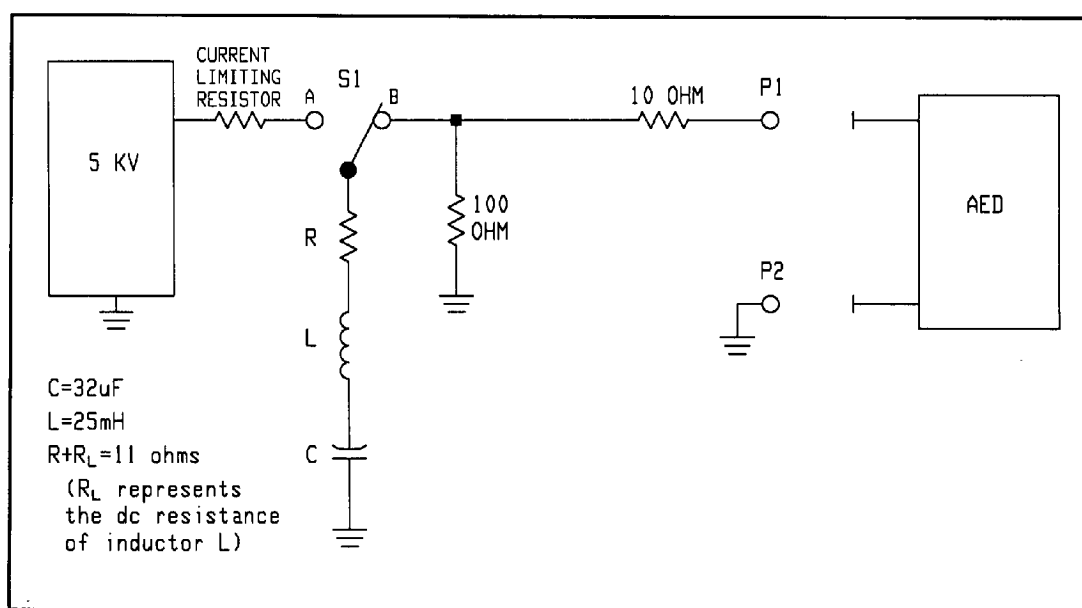 CURRENT
LIMITING
RESISTOR
A
S1
B
10 OHM
P1
5 KV
AED
100
OHM
R
P2
L
C=32uF
L=25mH
R+RL=11 ohms
C
(RL represents
the dc resistance
of inductor L)